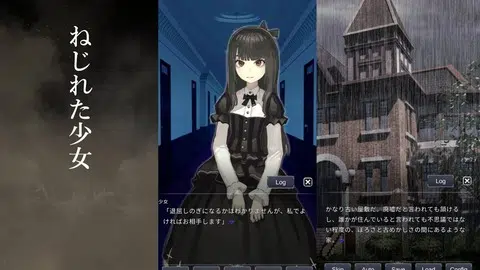 ねじれた少女
Log
少女
「退屈しのぎになるかはわかりませんが、私でよ
ければお相手します」
Log
かなり古い屋敷だ。廃墟だと言われても頷ける
し、誰かが住んでいると言われても不思議ではな
い程度の、ぼろさと古めかしさの間にあるような
Skip
Auto
Save
Load
Config